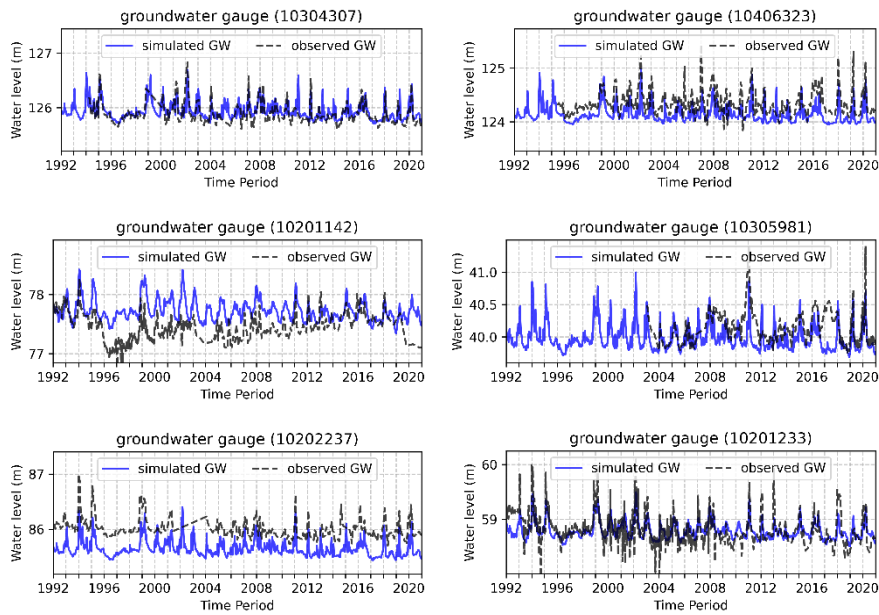 groundwater gauge (10304307)
simulated GW observed GW
127
126
Water level (m)
1992 1996 2000 2004 2008 2012 2016 2020
Time Period
groundwater gauge (10406323)
simulated GW observed GW
125
124
Water level (m)
1992 1996 2000 2004 2008 2012 2016 2020
Time Period
groundwater gauge (10201142)
simulated GW observed GW
78
77
Water level (m)
1992 1996 2000 2004 2008 2012 2016 2020
Time Period
groundwater gauge (10305981)
simulated GW observed GW
41.0
40.5
40.0
Water level (m)
1992 1996 2000 2004 2008 2012 2016 2020
Time Period
groundwater gauge (10202237)
simulated GW observed GW
87
86
Water level (m)
1992 1996 2000 2004 2008 2012 2016 2020
Time Period
groundwater gauge (10201233)
simulated GW observed GW
60
59
Water level (m)
1992 1996 2000 2004 2008 2012 2016 2020
Time Period